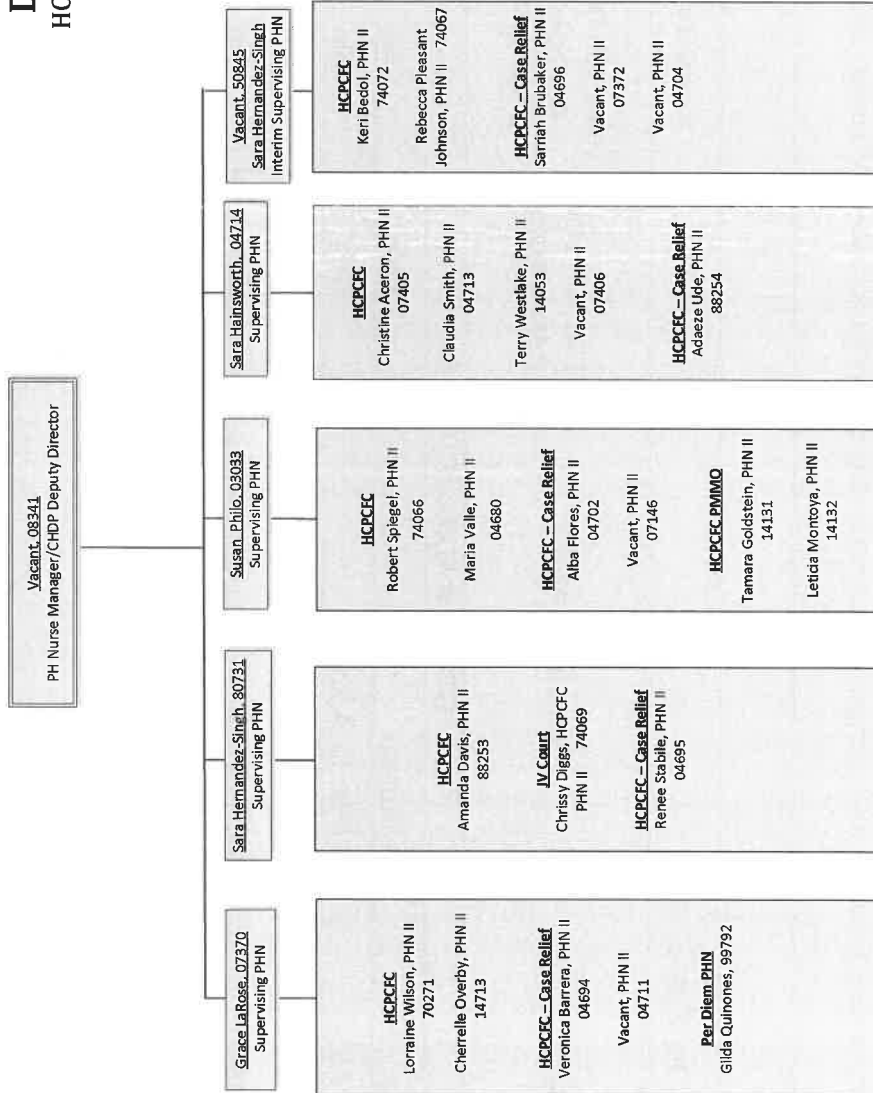 D
HC
Vacant, 08341
PH Nurse Manager/CHDP Deputy Director
Grace LaRose, 07370
Supervising PHN
HCPCFC
Lorraine Wilson, PHN II
70271
Cherrelle Overby, PHN II
14713
HCPCFC – Case Relief
Veronica Barrera, PHN II
04694
Vacant, PHN II
04711
Per Diem PHN
Gilda Quinones, 99792
Sara Hernandez-Singh, 80731
Supervising PHN
HCPCFC
Amanda Davis, PHN II
88253
JV Court
Chrissy Diggs, HCPCFC
PHN II 74069
HCPCFC – Case Relief
Renee Stabile, PHN II
04695
Susan Philo, 03033
Supervising PHN
HCPCFC
Robert Spiegel, PHN II
74066
Maria Valle, PHN II
04680
HCPCFC – Case Relief
Alba Flores, PHN II
04702
Vacant, PHN II
07146
HCPCFC PMMO
Tamara Goldstein, PHN II
14131
Leticia Montoya, PHN II
14132
Sara Hainsworth, 04714
Supervising PHN
HCPCFC
Christine Aceron, PHN II
07405
Claudia Smith, PHN II
04713
Terry Westlake, PHN II
14053
Vacant, PHN II
07406
HCPCFC – Case Relief
Adaeze Ude, PHN II
88254
Vacant, 50845
Sara Hernandez-Singh
Interim Supervising PHN
HCPCFC
Keri Bedol, PHN II
74072
Rebecca Pleasant
Johnson, PHN II 74067
HCPCFC – Case Relief
Sarriah Brubaker, PHN II
04696
Vacant, PHN II
07372
Vacant, PHN II
04704